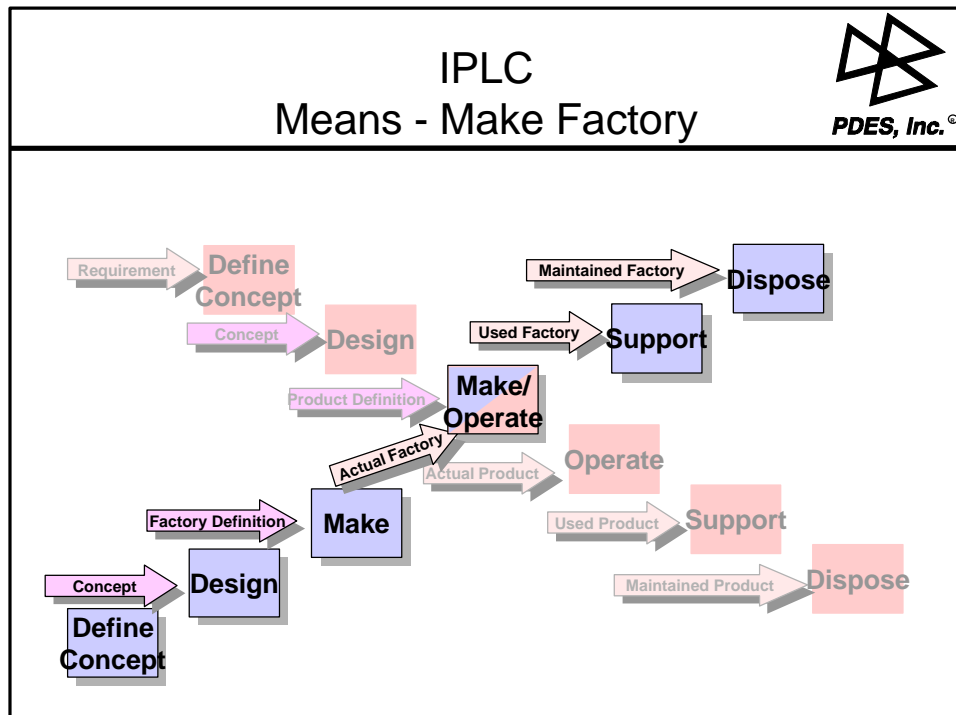 IPLC
Means - Make Factory
PDES, Inc.®
Requirement
Define
Concept
Maintained Factory
Dispose
Concept
Design
Used Factory
Support
Product Definition
Make/
Operate
Actual Factory
Actual Product
Operate
Factory Definition
Make
Used Product
Support
Concept
Design
Maintained Product
Dispose
Define
Concept